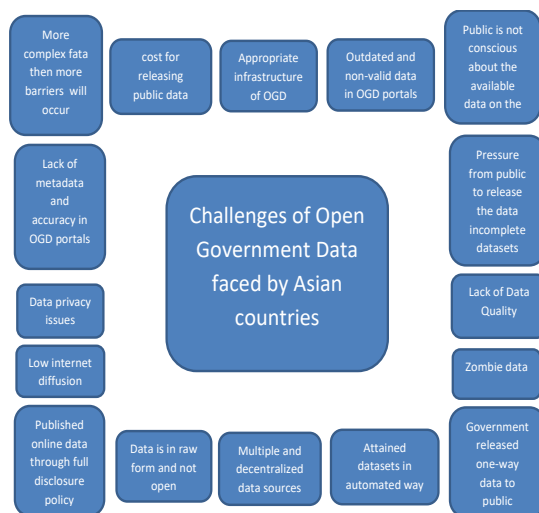 More
complex fata
then more
barriers will
occur
cost for
releasing
public data
Appropriate
infrastructure
of OGD
Outdated and
non-valid data
in OGD portals
Public is not
conscious
about the
available
data on the
Lack of
metadata
and
accuracy in
OGD portals
Challenges of Open
Government Data
faced by Asian
countries
Pressure
from public
to release
the data
incomplete
datasets
Data privacy
issues
Lack of Data
Quality
Low internet
diffusion
Zombie data
Published
online data
through full
disclosure
policy
Data is in raw
form and not
open
Multiple and
decentralized
data sources
Attained
datasets in
automated way
Government
released
one-way
data to
public